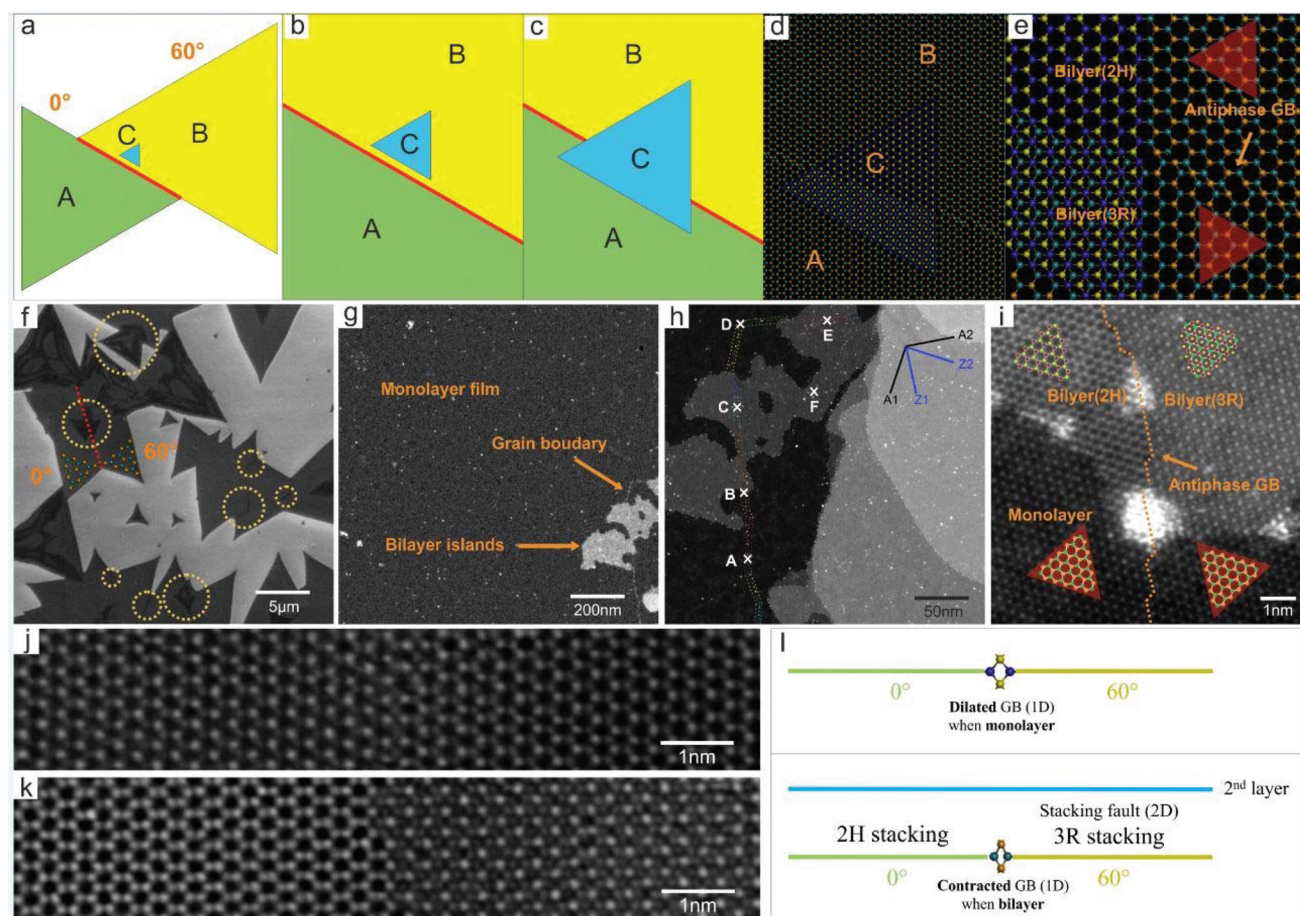 a
60°
0°
C
B
A
b
B
C
A
c
B
C
A
d
B
C
A
e
Bilyer(2H)
Antiphase GB
Bilyer(3R)
f
0°
60°
5μm
g
Monolayer film
Grain boudary
Bilayer islands
200nm
h
D
E
A2
Z2
A1
Z1
C
F
B
A
50nm
i
Bilyer(2H)
Bilyer(3R)
Antiphase GB
Monolayer
1nm
j
1nm
k
1nm
l
0°
60°
Dilated GB (1D)
when monolayer
2nd layer
Stacking fault (2D)
2H stacking
3R stacking
0°
60°
Contracted GB (1D)
when bilayer